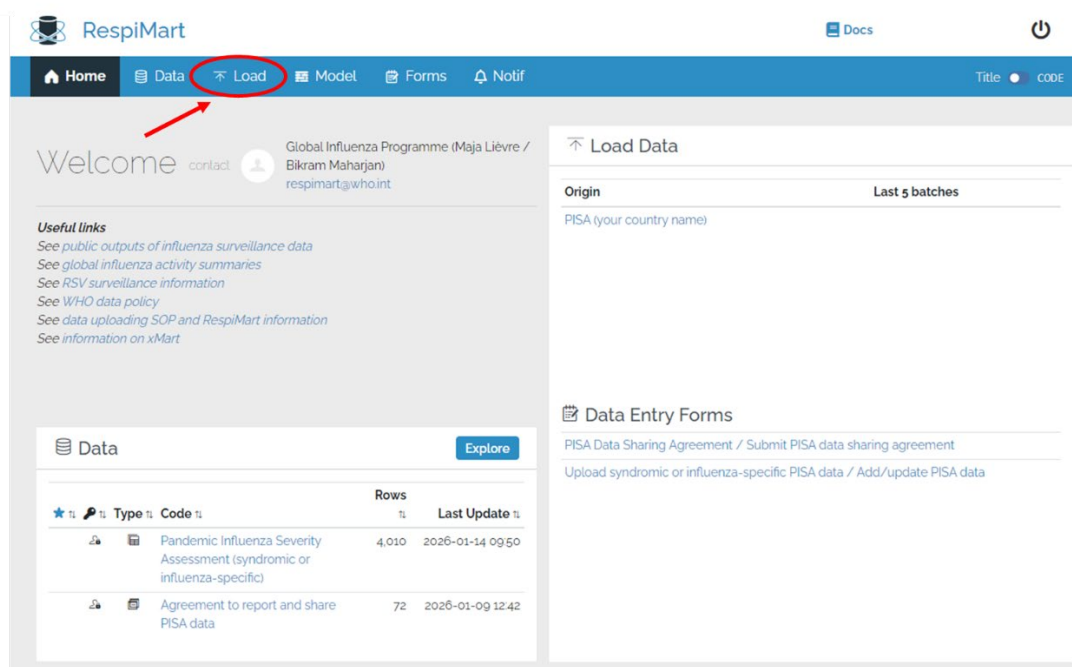 RespiMart
Docs
Home Data Load Model Forms Notif
Title CODE
Welcome contact
Global Influenza Programme (Maja Lièvre /
Bikram Maharjan)
respimart@who.int
Useful links
See public outputs of influenza surveillance data
See global influenza activity summaries
See RSV surveillance information
See WHO data policy
See data uploading SOP and RespiMart information
See information on xMart
Data
Explore
Type Code Rows Last Update
Pandemic Influenza Severity
Assessment (syndromic or
influenza-specific)
4,010 2026-01-14 09:50
Agreement to report and share
PISA data
72 2026-01-09 12:42
Load Data
Origin Last 5 batches
PISA (your country name)
Data Entry Forms
PISA Data Sharing Agreement / Submit PISA data sharing agreement
Upload syndromic or influenza-specific PISA data / Add/update PISA data